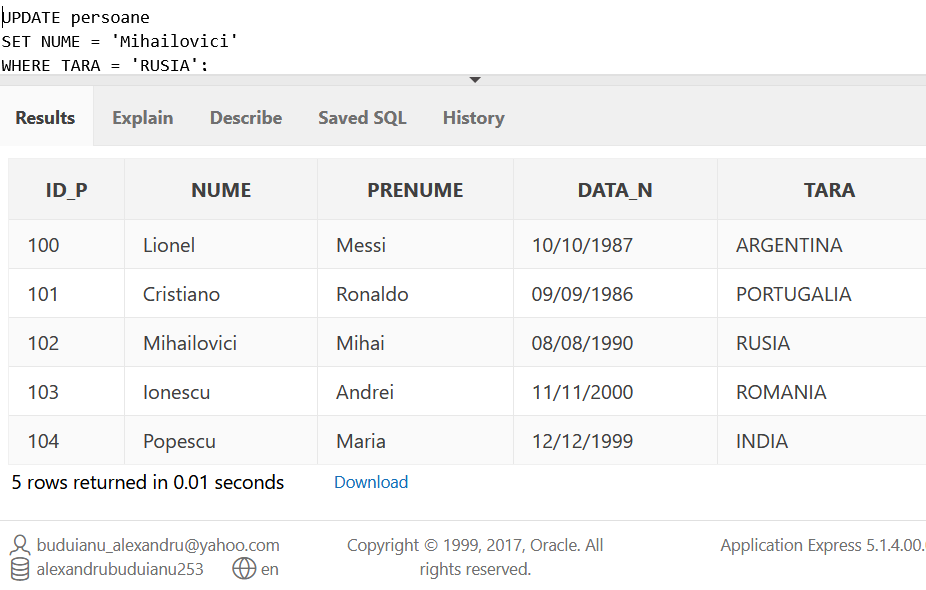 UPDATE persoane
SET NUME = 'Mihailovici'
WHERE TARA = 'RUSIA':
Results Explain Describe Saved SQL History
ID_P NUME PRENUME DATA_N TARA
100 Lionel Messi 10/10/1987 ARGENTINA
101 Cristiano Ronaldo 09/09/1986 PORTUGALIA
102 Mihailovici Mihai 08/08/1990 RUSIA
103 Ionescu Andrei 11/11/2000 ROMANIA
104 Popescu Maria 12/12/1999 INDIA
5 rows returned in 0.01 seconds Download
buduianu_alexandru@yahoo.com Copyright © 1999, 2017, Oracle. All Application Express 5.1.4.00.
alexandrubuduianu253 en rights reserved.